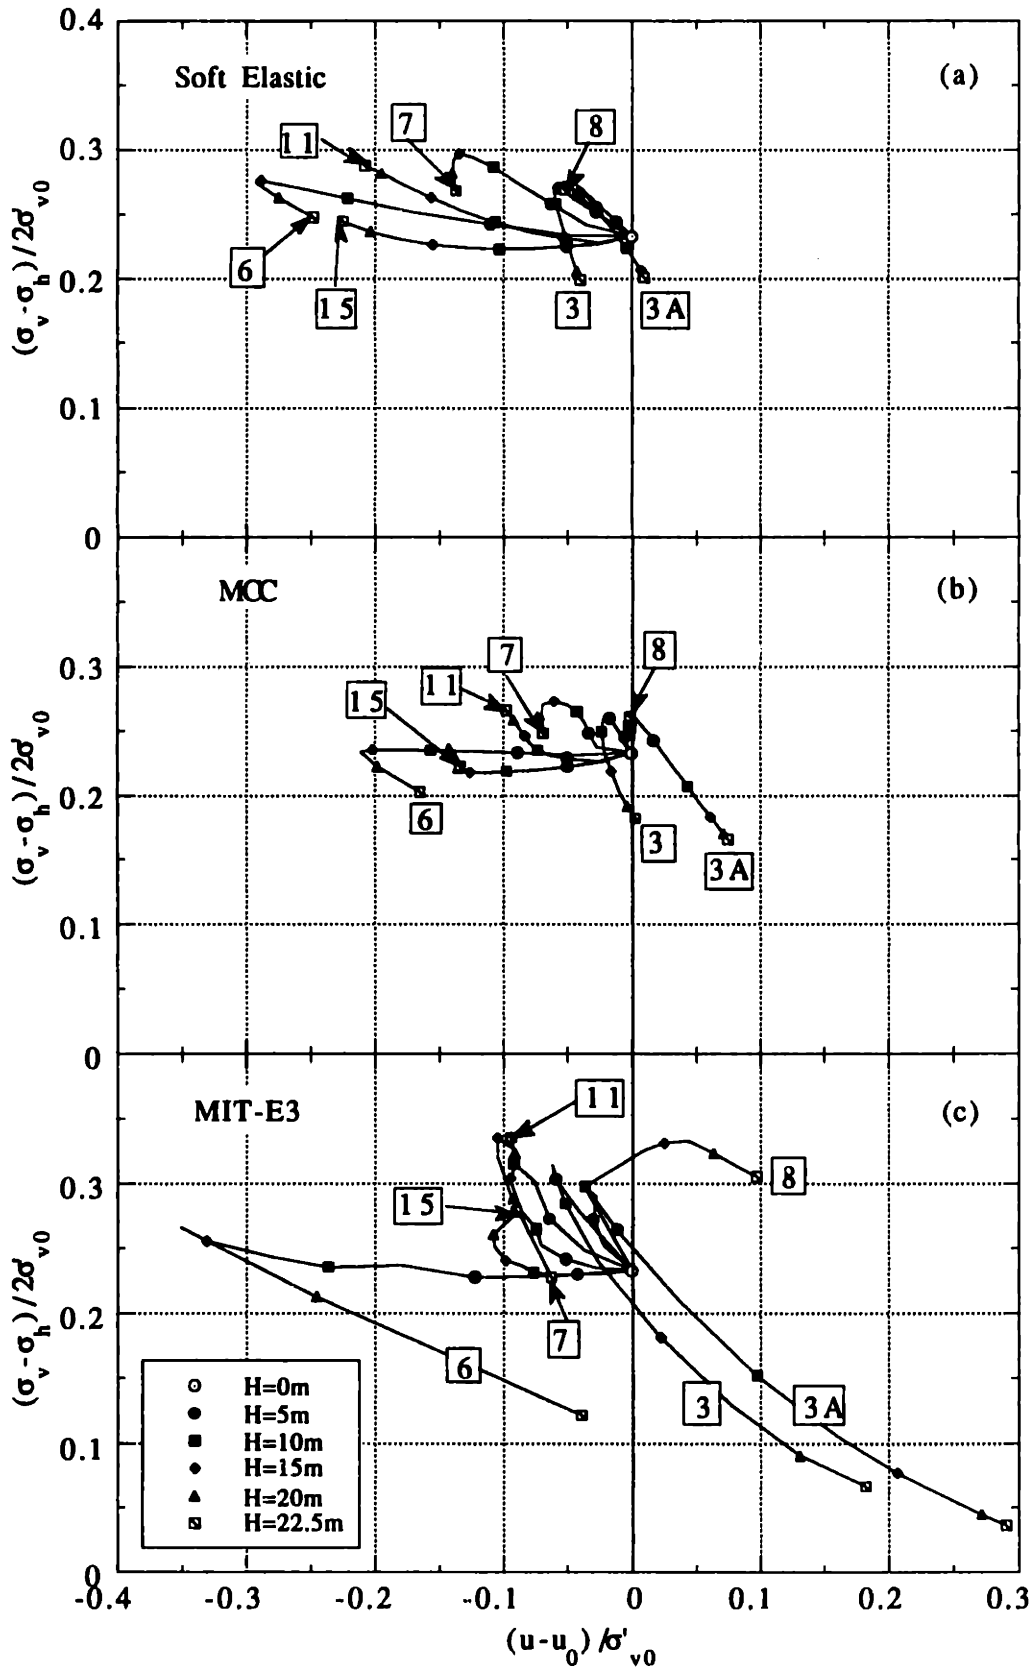 0.4
Soft Elastic
(a)
7
8
11
0.3
6
15
3
3A
0.2
0.1
0
(σv-σh)/2σ'v0
MCC
(b)
7
8
11
15
0.3
0.2
6
3
3A
0.1
0
(σv-σh)/2σ'v0
MIT-E3
(c)
11
8
0.3
15
7
0.2
6
3
3A
0.1
0
(σv-σh)/2σ'v0
H=0m
H=5m
H=10m
H=15m
H=20m
H=22.5m
-0.4 -0.3 -0.2 -0.1 0 0.1 0.2 0.3
(u-u0)/σ'v0